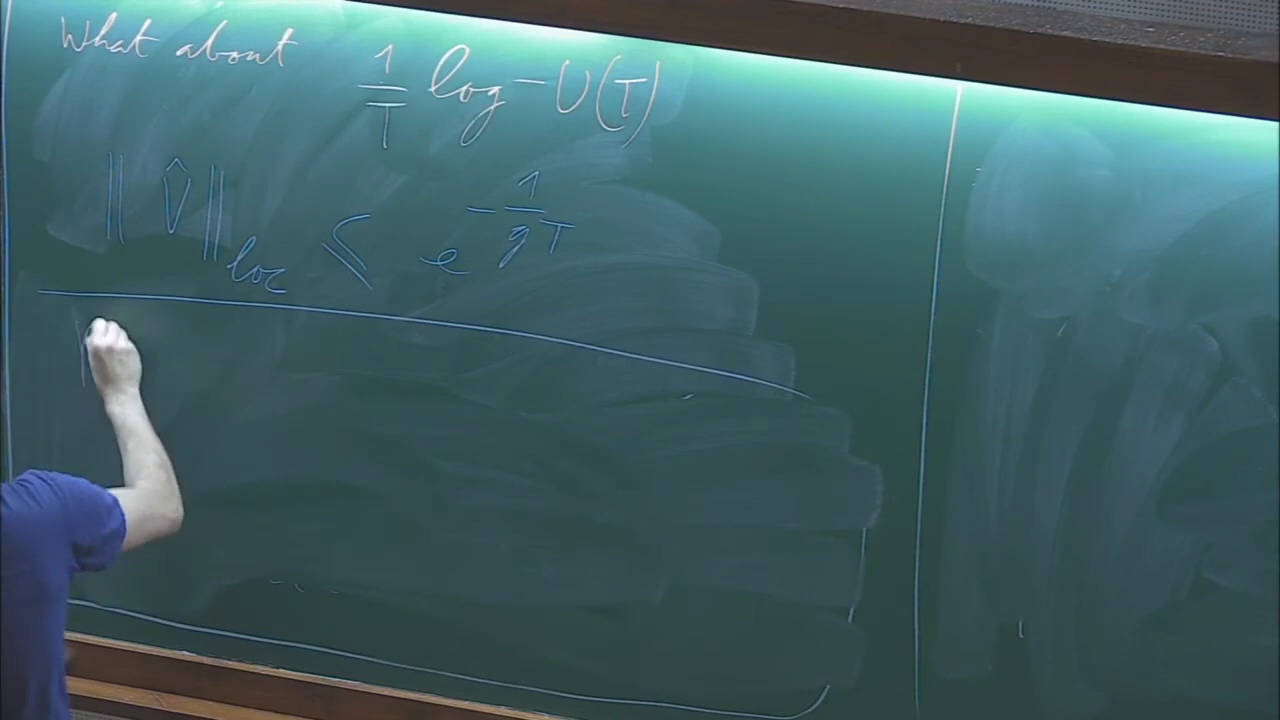 What about 1/T log⁻ U(T)
‖ V̂ ‖_loc ≤ e^{-1/(gT)}